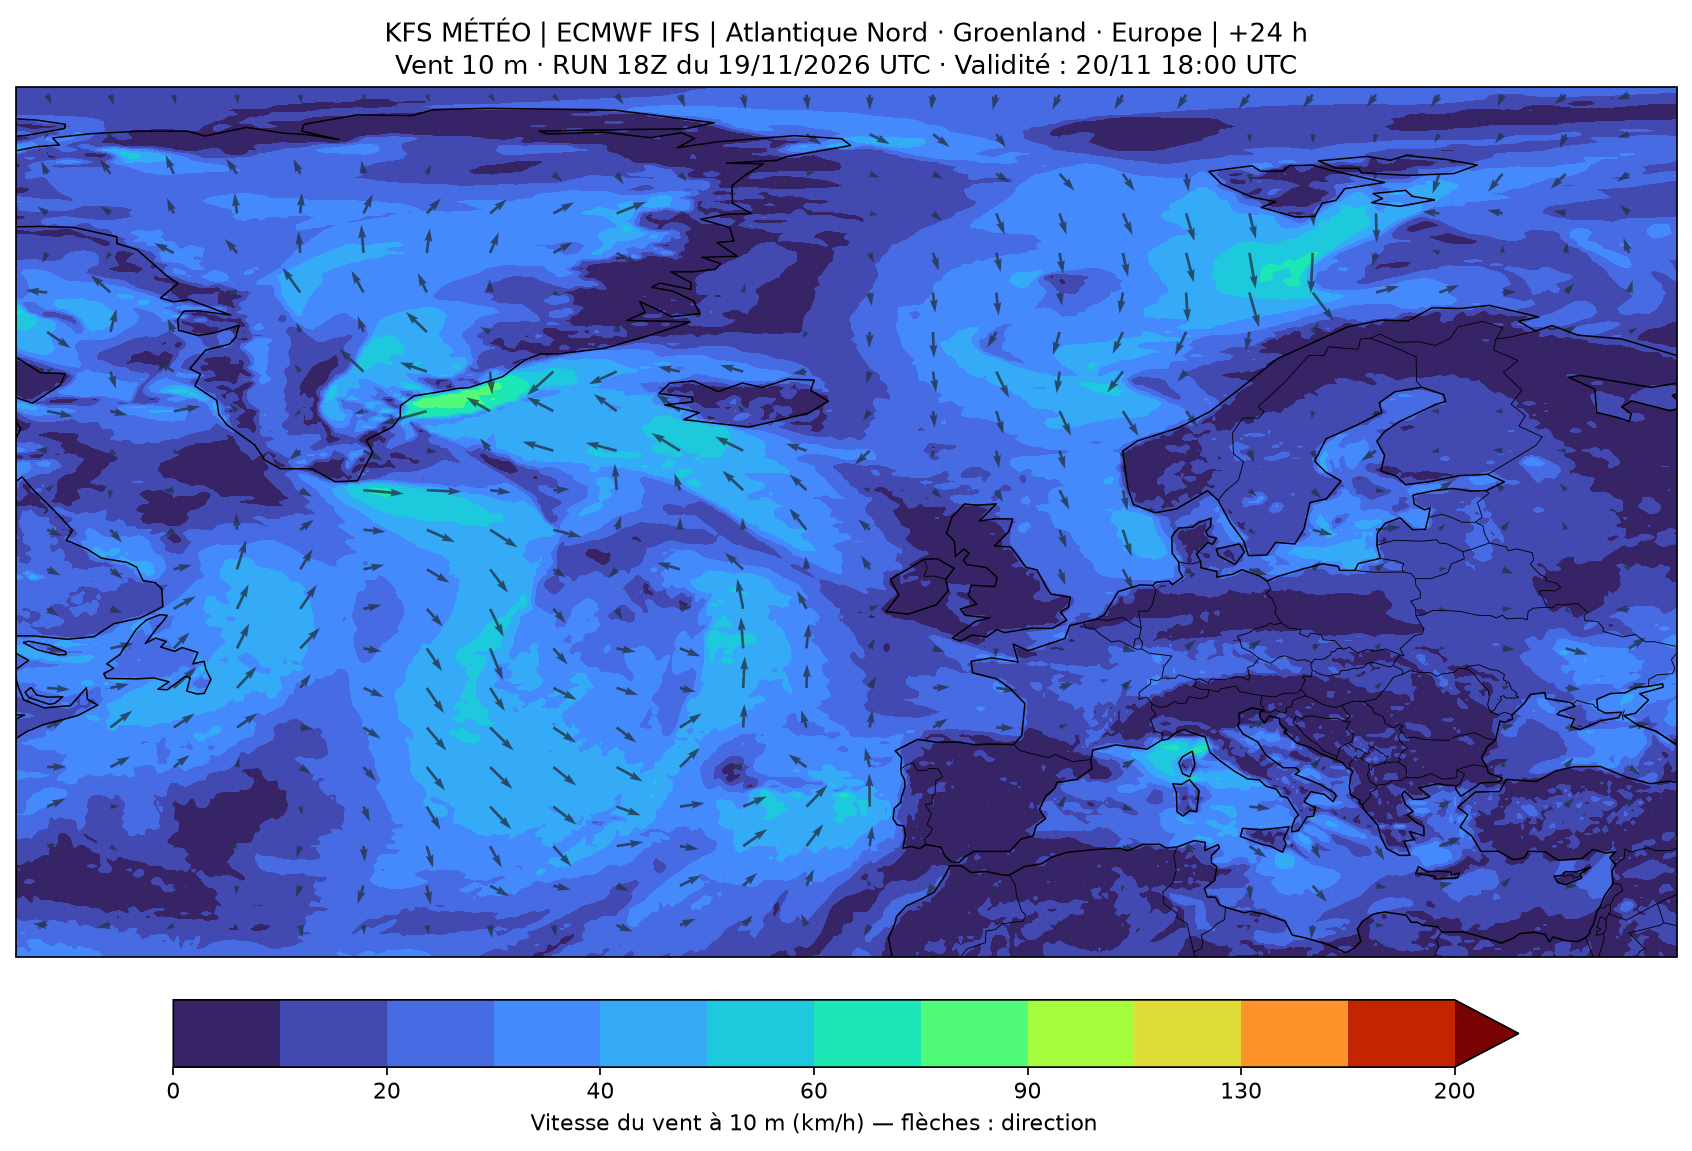 KFS MÉTÉO | ECMWF IFS | Atlantique Nord · Groenland · Europe | +24 h
Vent 10 m · RUN 18Z du 19/11/2026 UTC · Validité : 20/11 18:00 UTC
0 20 40 60 90 130 200
Vitesse du vent à 10 m (km/h) — flèches : direction